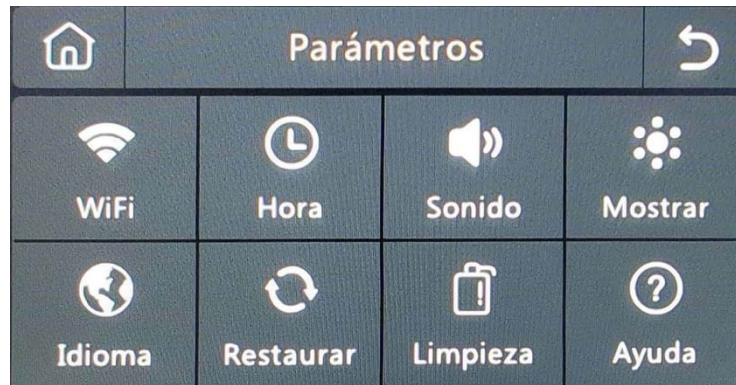 Parámetros
WiFi
Hora
Sonido
Mostrar
Idioma
Restaurar
Limpieza
Ayuda